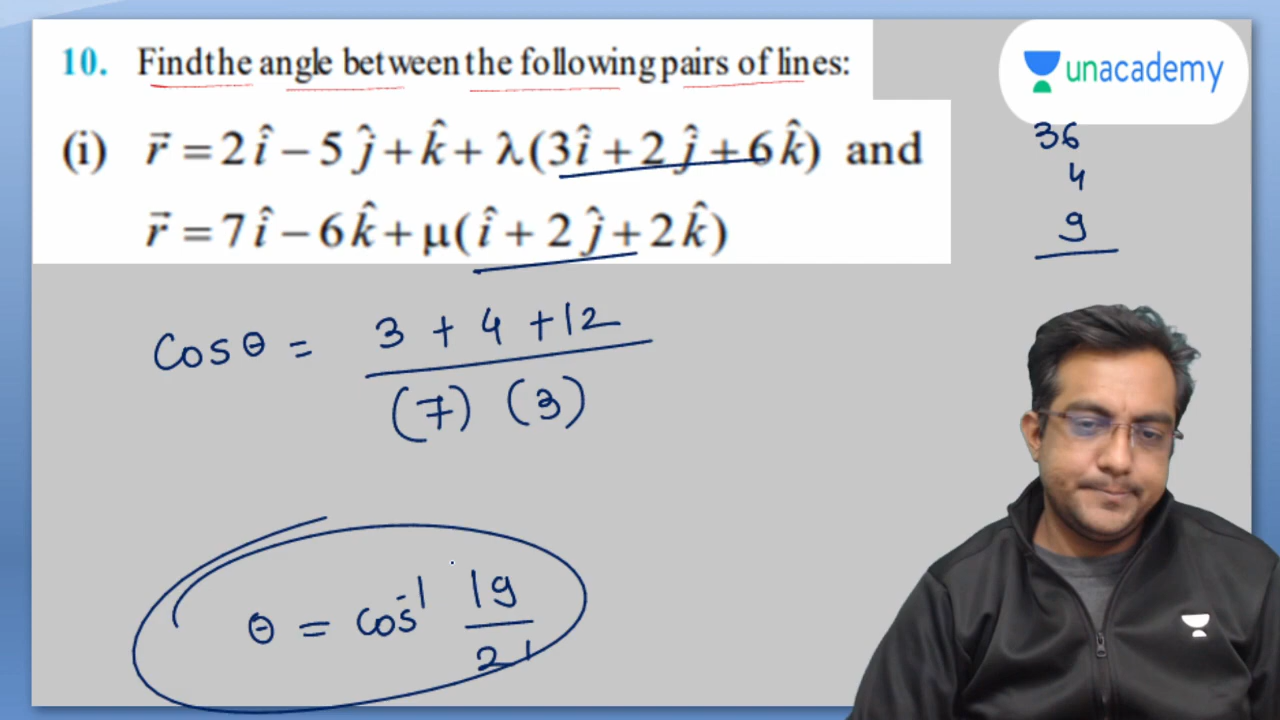 10. Find the angle between the following pairs of lines:
(i) r⃗ = 2î − 5ĵ + k̂ + λ(3î + 2ĵ + 6k̂) and
r⃗ = 7î − 6k̂ + μ(î + 2ĵ + 2k̂)
unacademy
36
4
9
Cosθ = 3 + 4 + 12
(7) (3)
θ = cos⁻¹ 19
21